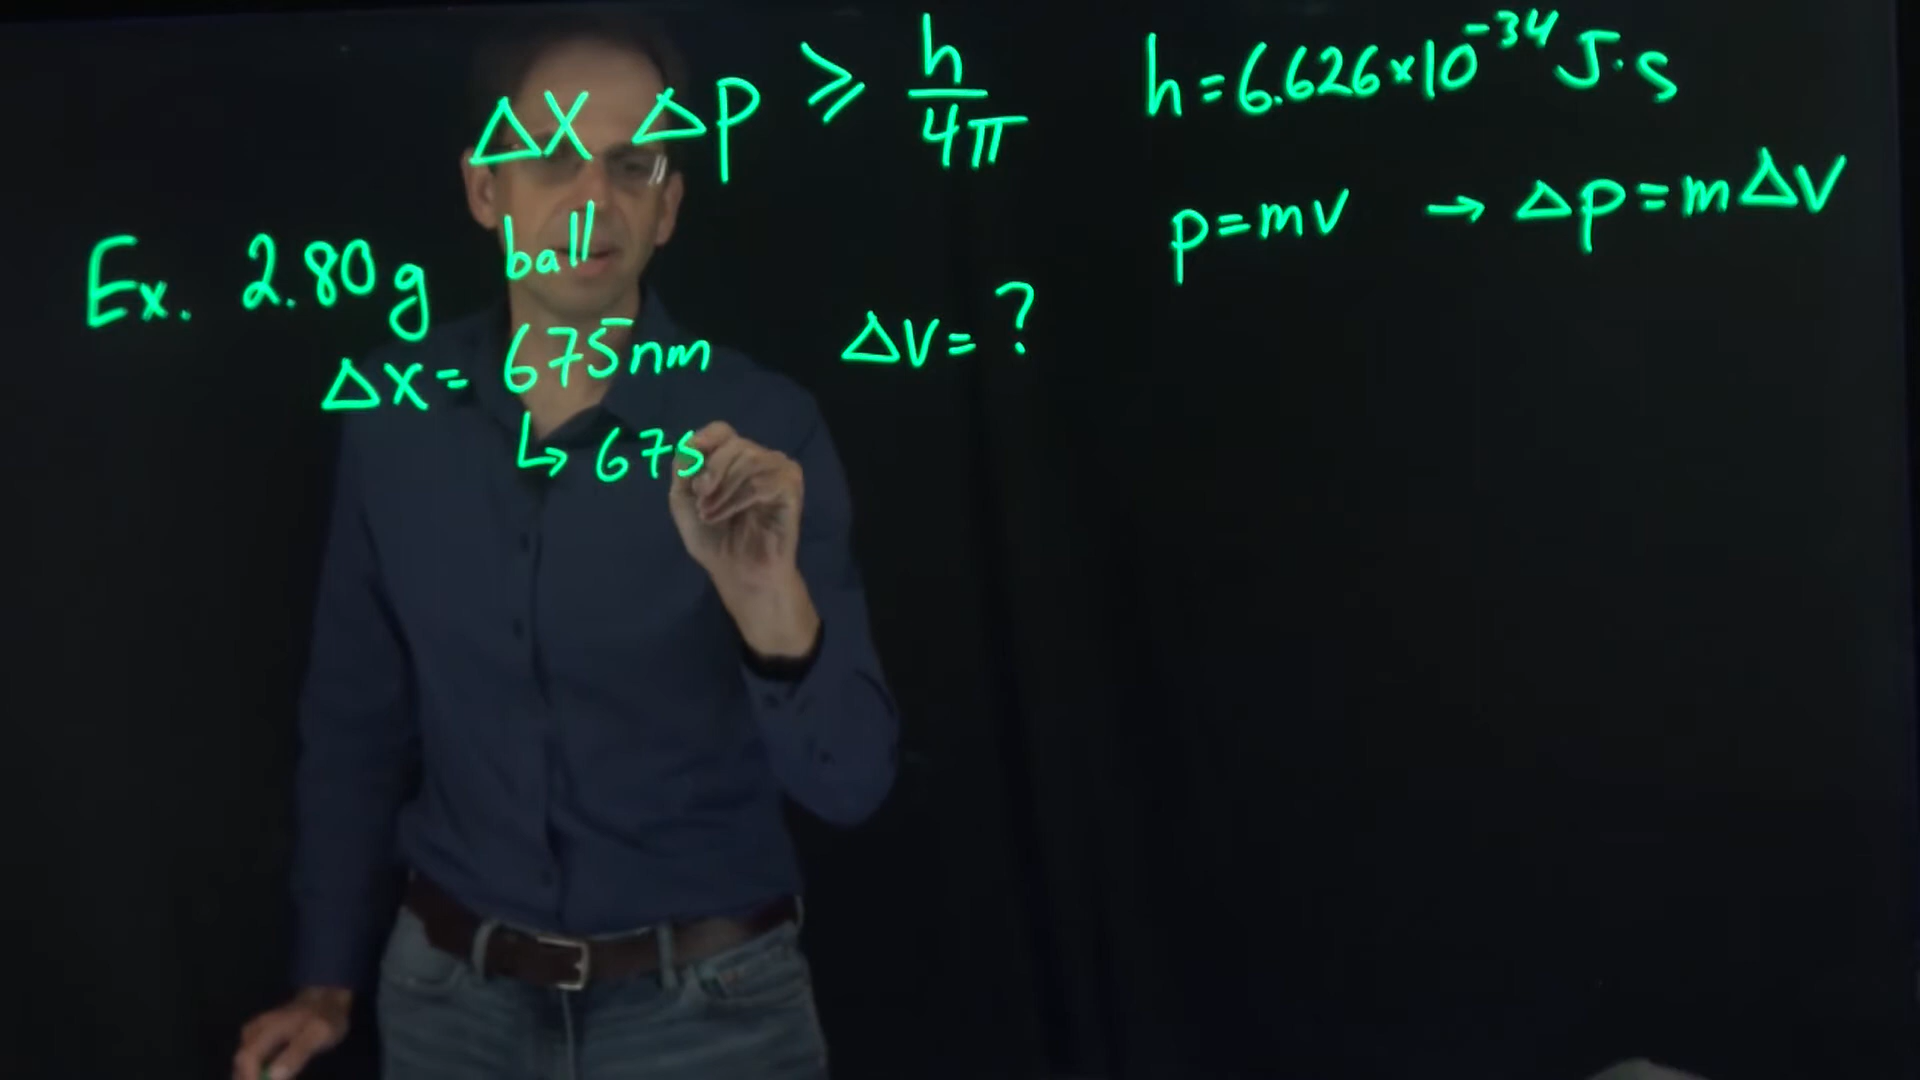 Δx Δp ≥ h/4π
h = 6.626×10⁻³⁴ J·s
p = mv → Δp = mΔv
Ex. 2.80 g ball
Δx = 675 nm
Δv = ?
↳ 675